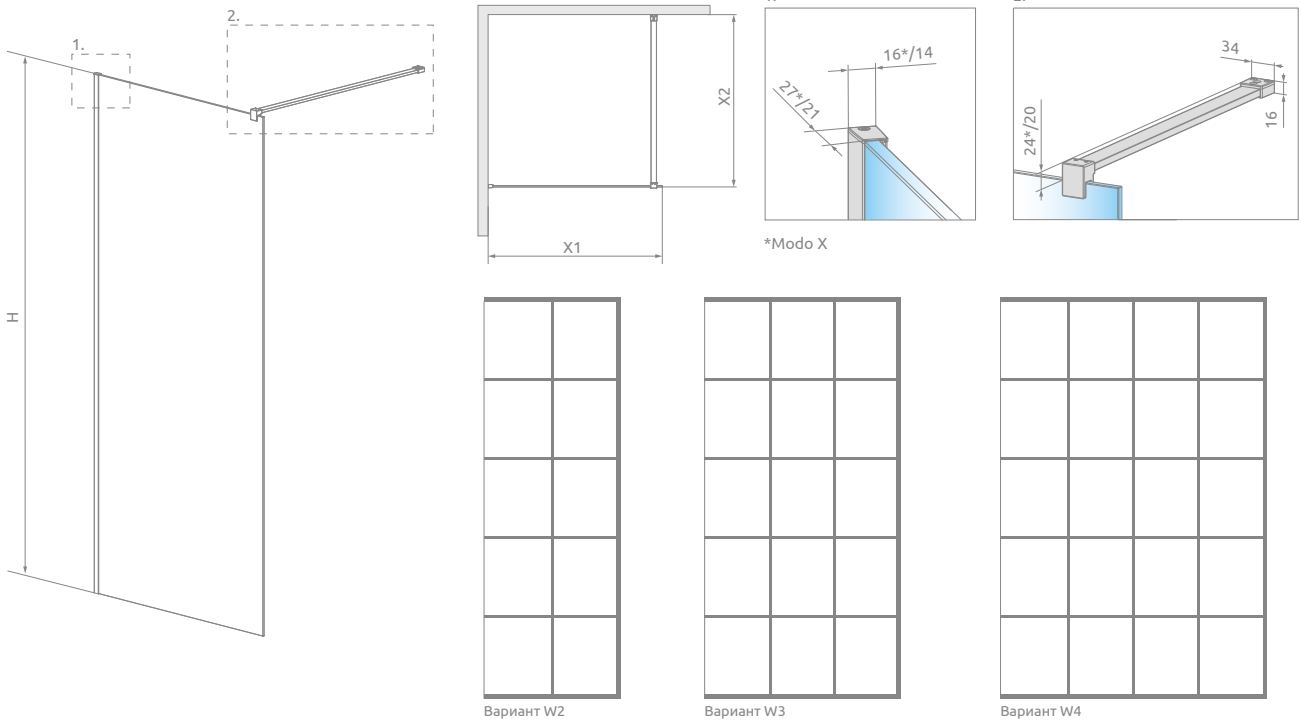 1.
2.
H
X2
X1
16*/14
27*/21
*Modo X
34
16
24*/20
Вариант W2
Вариант W3
Вариант W4